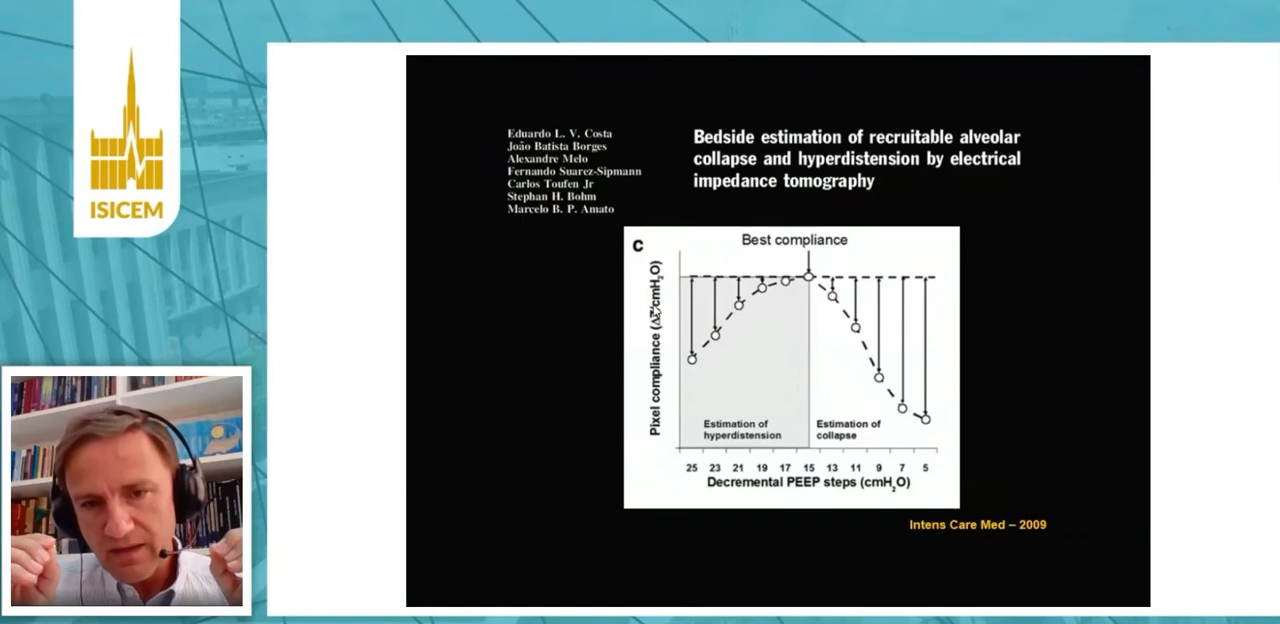 ISICEM
Eduardo L. V. Costa
João Batista Borges
Alexandre Melo
Fernando Suarez-Sipmann
Carlos Toufen Jr
Stephan H. Bohm
Marcelo B. P. Amato
Bedside estimation of recruitable alveolar
collapse and hyperdistension by electrical
impedance tomography
c
Best compliance
Pixel compliance (ΔZ/cmH₂O)
Estimation of
hyperdistension
Estimation of
collapse
25 23 21 19 17 15 13 11 9 7 5
Decremental PEEP steps (cmH₂O)
Intens Care Med – 2009